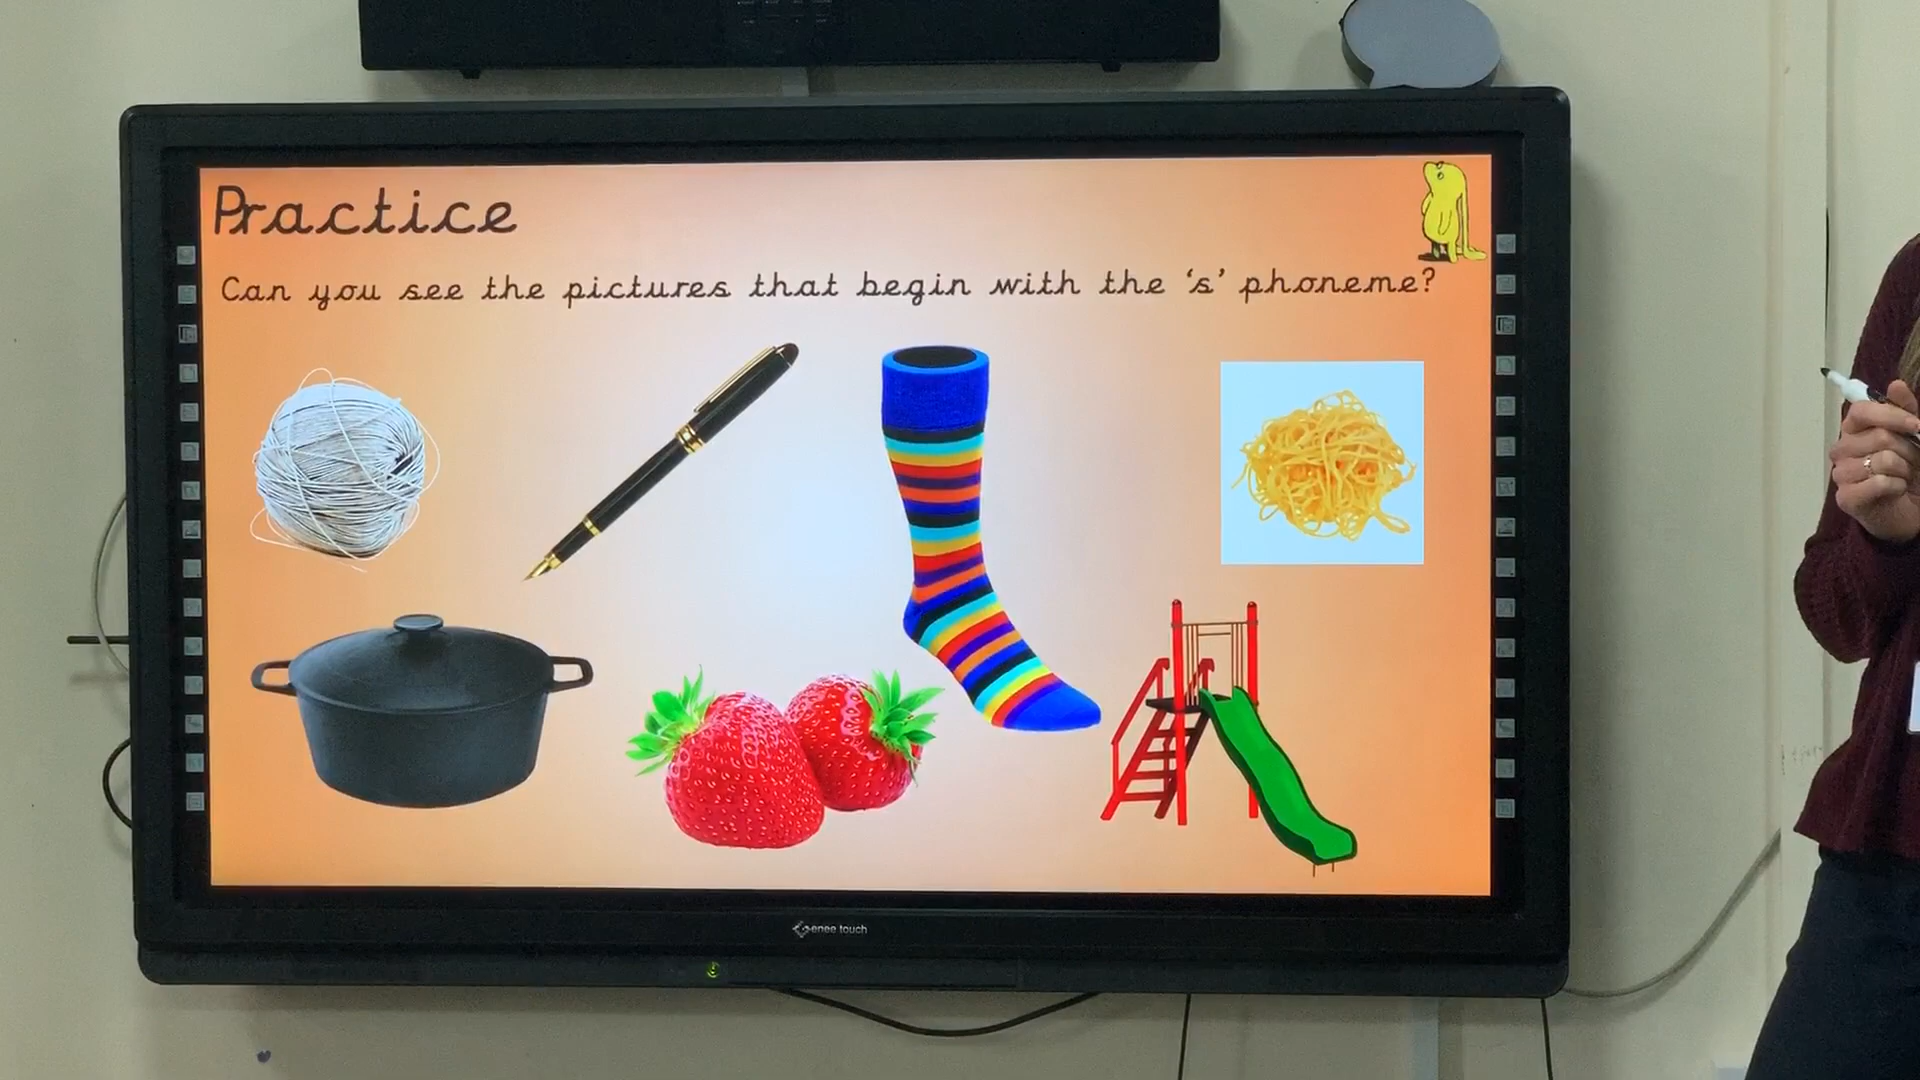 Practice
Can you see the pictures that begin with the ‘s’ phoneme?
Genee touch